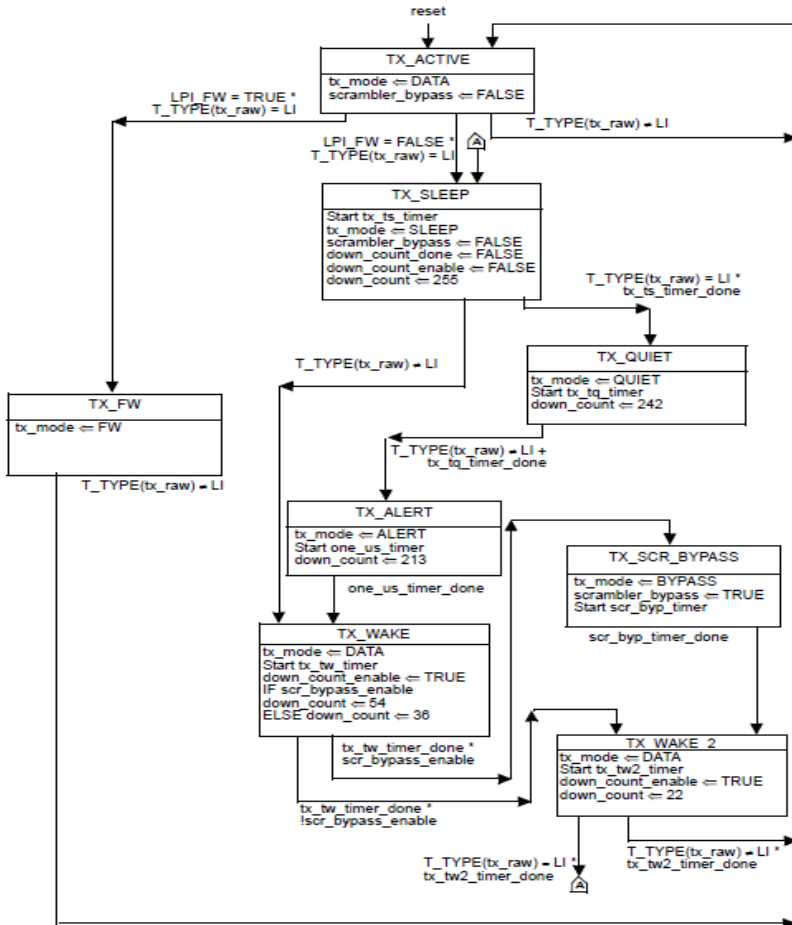 reset
TX_ACTIVE
tx_mode ⇐ DATA
scrambler_bypass ⇐ FALSE
LPI_FW = TRUE *
T_TYPE(tx_raw) = LI
LPI_FW = FALSE *
T_TYPE(tx_raw) = LI
A
T_TYPE(tx_raw) ≠ LI
TX_SLEEP
Start tx_ts_timer
tx_mode ⇐ SLEEP
scrambler_bypass ⇐ FALSE
down_count_done ⇐ FALSE
down_count_enable ⇐ FALSE
down_count ⇐ 255
T_TYPE(tx_raw) = LI *
tx_ts_timer_done
T_TYPE(tx_raw) ≠ LI
TX_QUIET
tx_mode ⇐ QUIET
Start tx_tq_timer
down_count ⇐ 242
TX_FW
tx_mode ⇐ FW
T_TYPE(tx_raw) ≠ LI
T_TYPE(tx_raw) ≠ LI +
tx_tq_timer_done
TX_ALERT
tx_mode ⇐ ALERT
Start one_us_timer
down_count ⇐ 213
one_us_timer_done
TX_SCR_BYPASS
tx_mode ⇐ BYPASS
scrambler_bypass ⇐ TRUE
Start scr_byp_timer
scr_byp_timer_done
TX_WAKE
tx_mode ⇐ DATA
Start tx_tw_timer
down_count_enable ⇐ TRUE
IF scr_bypass_enable
down_count ⇐ 54
ELSE down_count ⇐ 36
tx_tw_timer_done *
scr_bypass_enable
tx_tw_timer_done *
!scr_bypass_enable
TX_WAKE_2
tx_mode ⇐ DATA
Start tx_tw2_timer
down_count_enable ⇐ TRUE
down_count ⇐ 22
T_TYPE(tx_raw) = LI *
tx_tw2_timer_done
A
T_TYPE(tx_raw) ≠ LI *
tx_tw2_timer_done